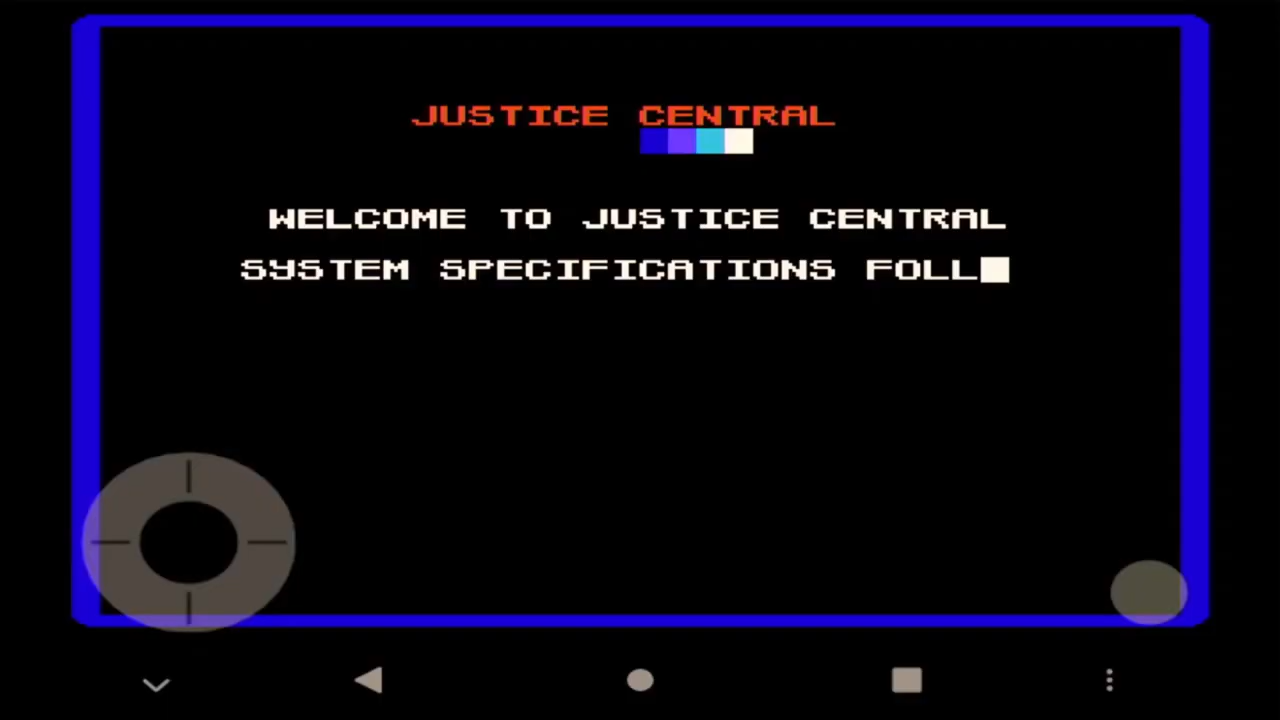 JUSTICE CENTRAL
WELCOME TO JUSTICE CENTRAL
SYSTEM SPECIFICATIONS FOLL